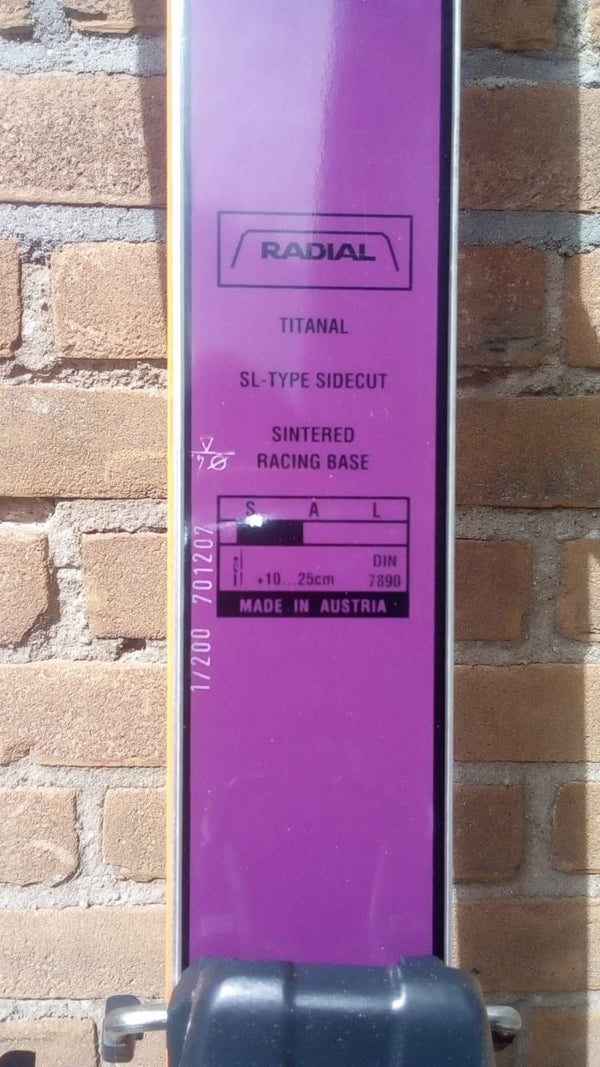 RADIAL
TITANAL
SL-TYPE SIDECUT
SINTERED
RACING BASE
S A L
DIN
+10...25cm 7890
MADE IN AUSTRIA
1/200 701207